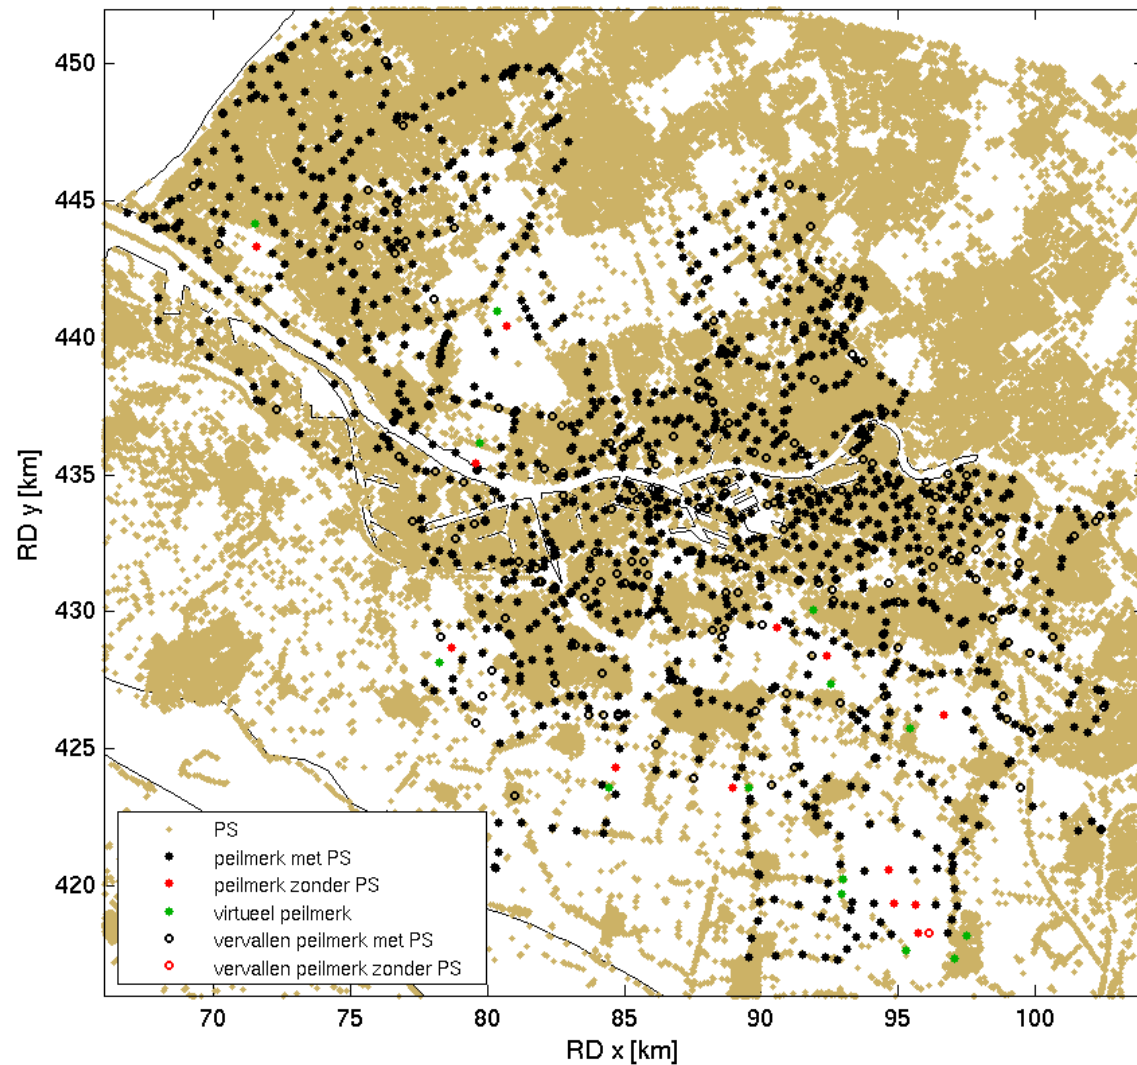 450
445
440
435
430
425
420
RD y [km]
PS
peilmerk met PS
peilmerk zonder PS
virtueel peilmerk
vervallen peilmerk met PS
vervallen peilmerk zonder PS
70 75 80 85 90 95 100
RD x [km]